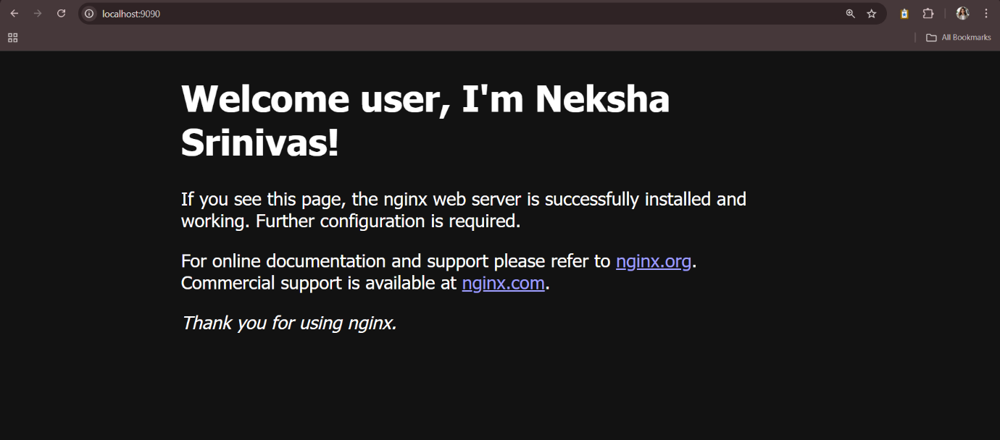 localhost:9090
All Bookmarks
Welcome user, I'm Neksha
Srinivas!
If you see this page, the nginx web server is successfully installed and
working. Further configuration is required.
For online documentation and support please refer to nginx.org.
Commercial support is available at nginx.com.
Thank you for using nginx.